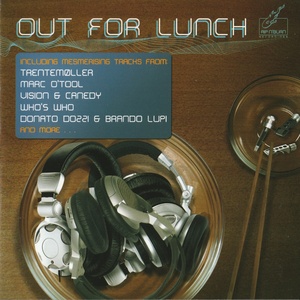 OUT FOR LUNCH
INCLUDING MESMERISING TRACKS FROM:
TRENTEMØLLER
MARC O'TOOL
VISION & CANEDY
WHO'S WHO
DONATO DOZZI & BRANDO LUPI
AND MORE . . .